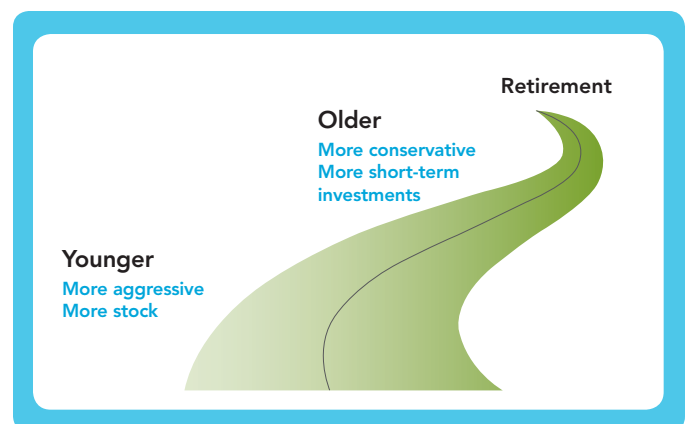 Retirement
Older
More conservative
More short-term
investments
Younger
More aggressive
More stock